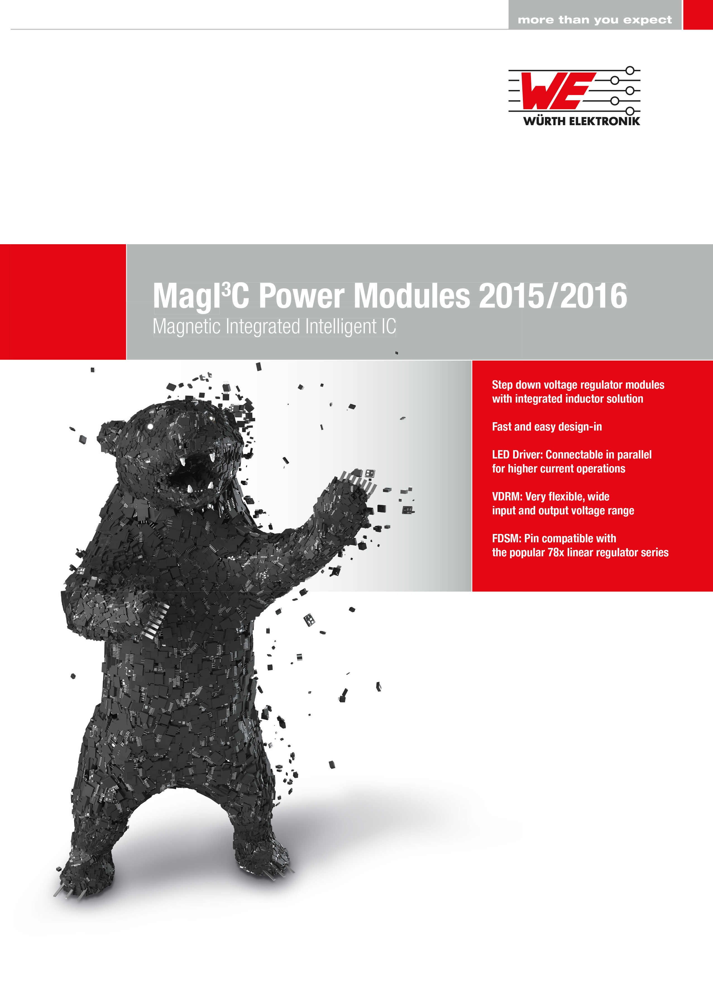 more than you expect
WE
WÜRTH ELEKTRONIK
MagI³C Power Modules 2015/2016
Magnetic Integrated Intelligent IC
Step down voltage regulator modules
with integrated inductor solution
Fast and easy design-in
LED Driver: Connectable in parallel
for higher current operations
VDRM: Very flexible, wide
input and output voltage range
FDSM: Pin compatible with
the popular 78x linear regulator series